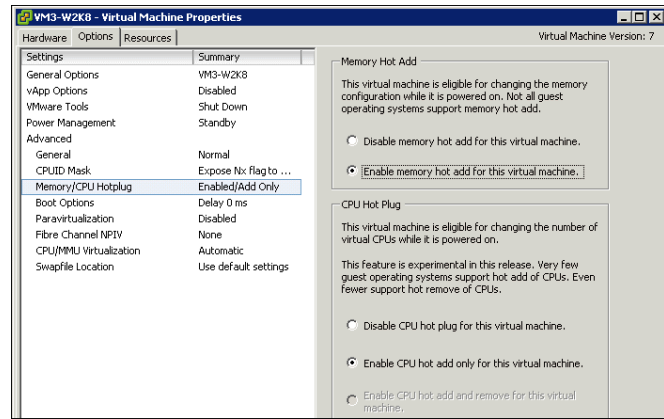 VM3-W2K8 - Virtual Machine Properties
Hardware Options Resources Virtual Machine Version: 7
Settings Summary
General Options VM3-W2K8
vApp Options Disabled
VMware Tools Shut Down
Power Management Standby
Advanced
General Normal
CPUID Mask Expose Nx flag to ...
Memory/CPU Hotplug Enabled/Add Only
Boot Options Delay 0 ms
Paravirtualization Disabled
Fibre Channel NPIV None
CPU/MMU Virtualization Automatic
Swapfile Location Use default settings
Memory Hot Add
This virtual machine is eligible for changing the memory
configuration while it is powered on. Not all guest
operating systems support memory hot add.
Disable memory hot add for this virtual machine.
Enable memory hot add for this virtual machine.
CPU Hot Plug
This virtual machine is eligible for changing the number of
virtual CPUs while it is powered on.
This feature is experimental in this release. Very few
guest operating systems support hot add of CPUs. Even
fewer support hot remove of CPUs.
Disable CPU hot plug for this virtual machine.
Enable CPU hot add only for this virtual machine.
Enable CPU hot add and remove for this virtual
machine.